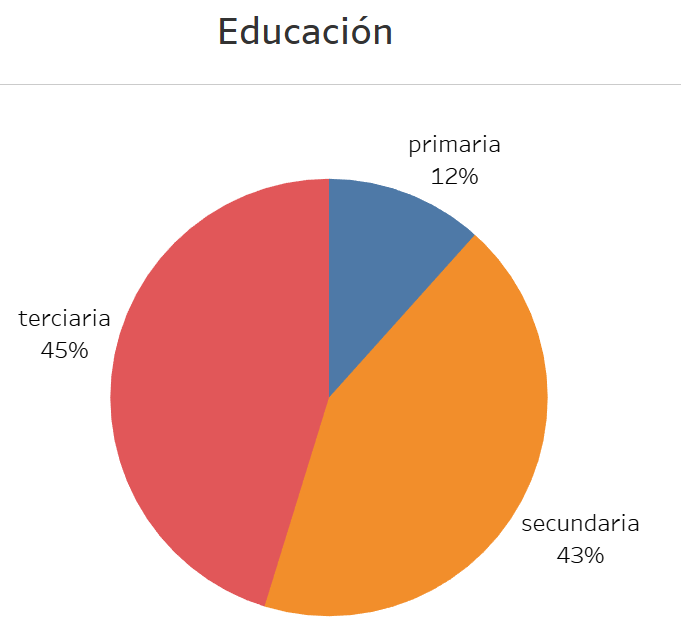 Educación
primaria
12%
terciaria
45%
secundaria
43%